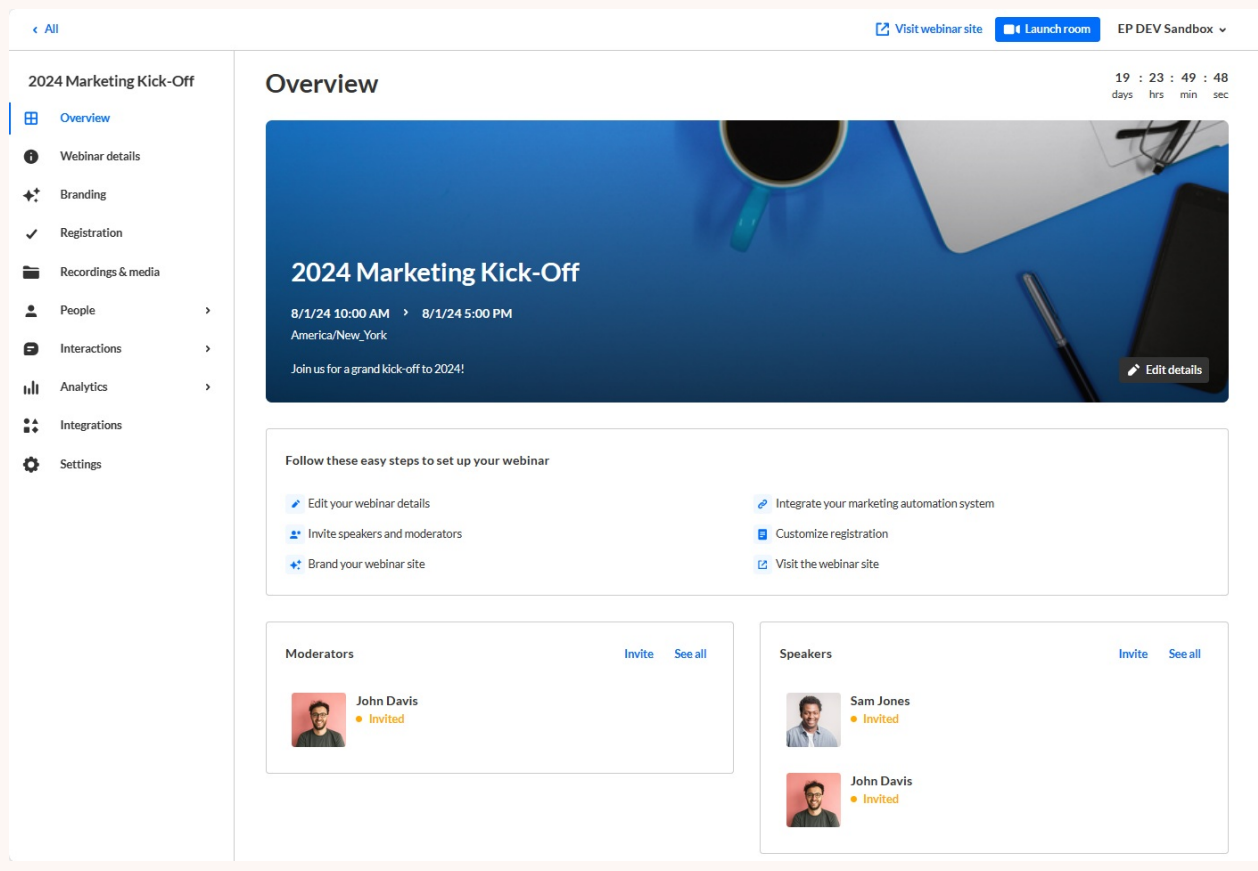 All
Visit webinar site
Launch room
EP DEV Sandbox
2024 Marketing Kick-Off
Overview
Webinar details
Branding
Registration
Recordings & media
People
Interactions
Analytics
Integrations
Settings
Overview
19 : 23 : 49 : 48
days hrs min sec
2024 Marketing Kick-Off
8/1/24 10:00 AM > 8/1/24 5:00 PM
America/New_York
Join us for a grand kick-off to 2024!
Edit details
Follow these easy steps to set up your webinar
Edit your webinar details
Invite speakers and moderators
Brand your webinar site
Integrate your marketing automation system
Customize registration
Visit the webinar site
Moderators Invite See all
John Davis
Invited
Speakers Invite See all
Sam Jones
Invited
John Davis
Invited